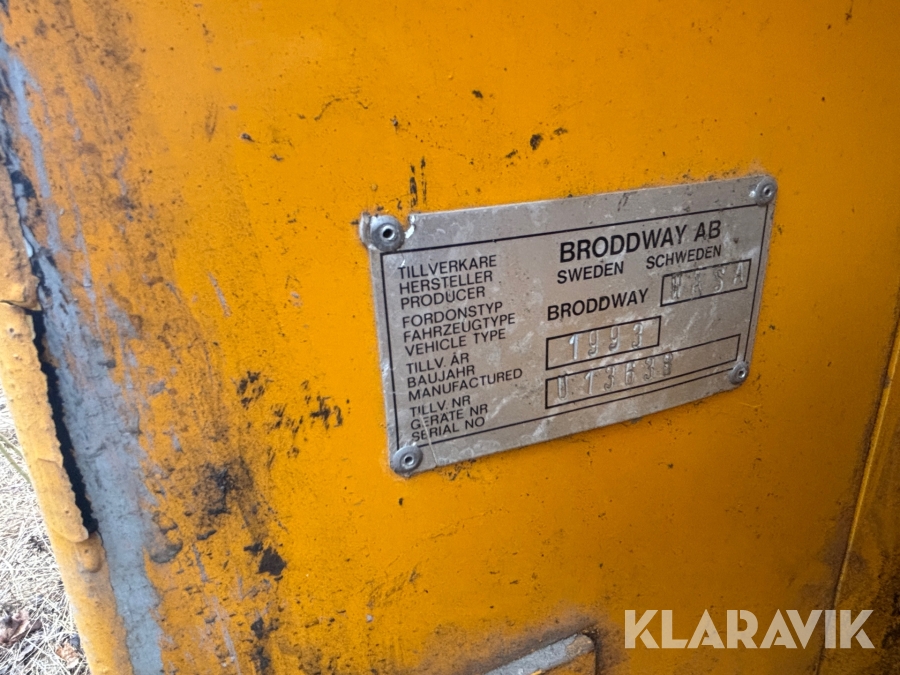 BRODDWAY AB
SWEDEN SCHWEDEN
TILLVERKARE
HERSTELLER
PRODUCER
FORDONSTYP
FAHRZEUGTYPE
VEHICLE TYPE
BRODDWAY WKSA
TILLV. ÅR
BAUJAHR
MANUFACTURED
1993
TILLV. NR
GERÄTE NR
SERIAL NO
KLARAVIK